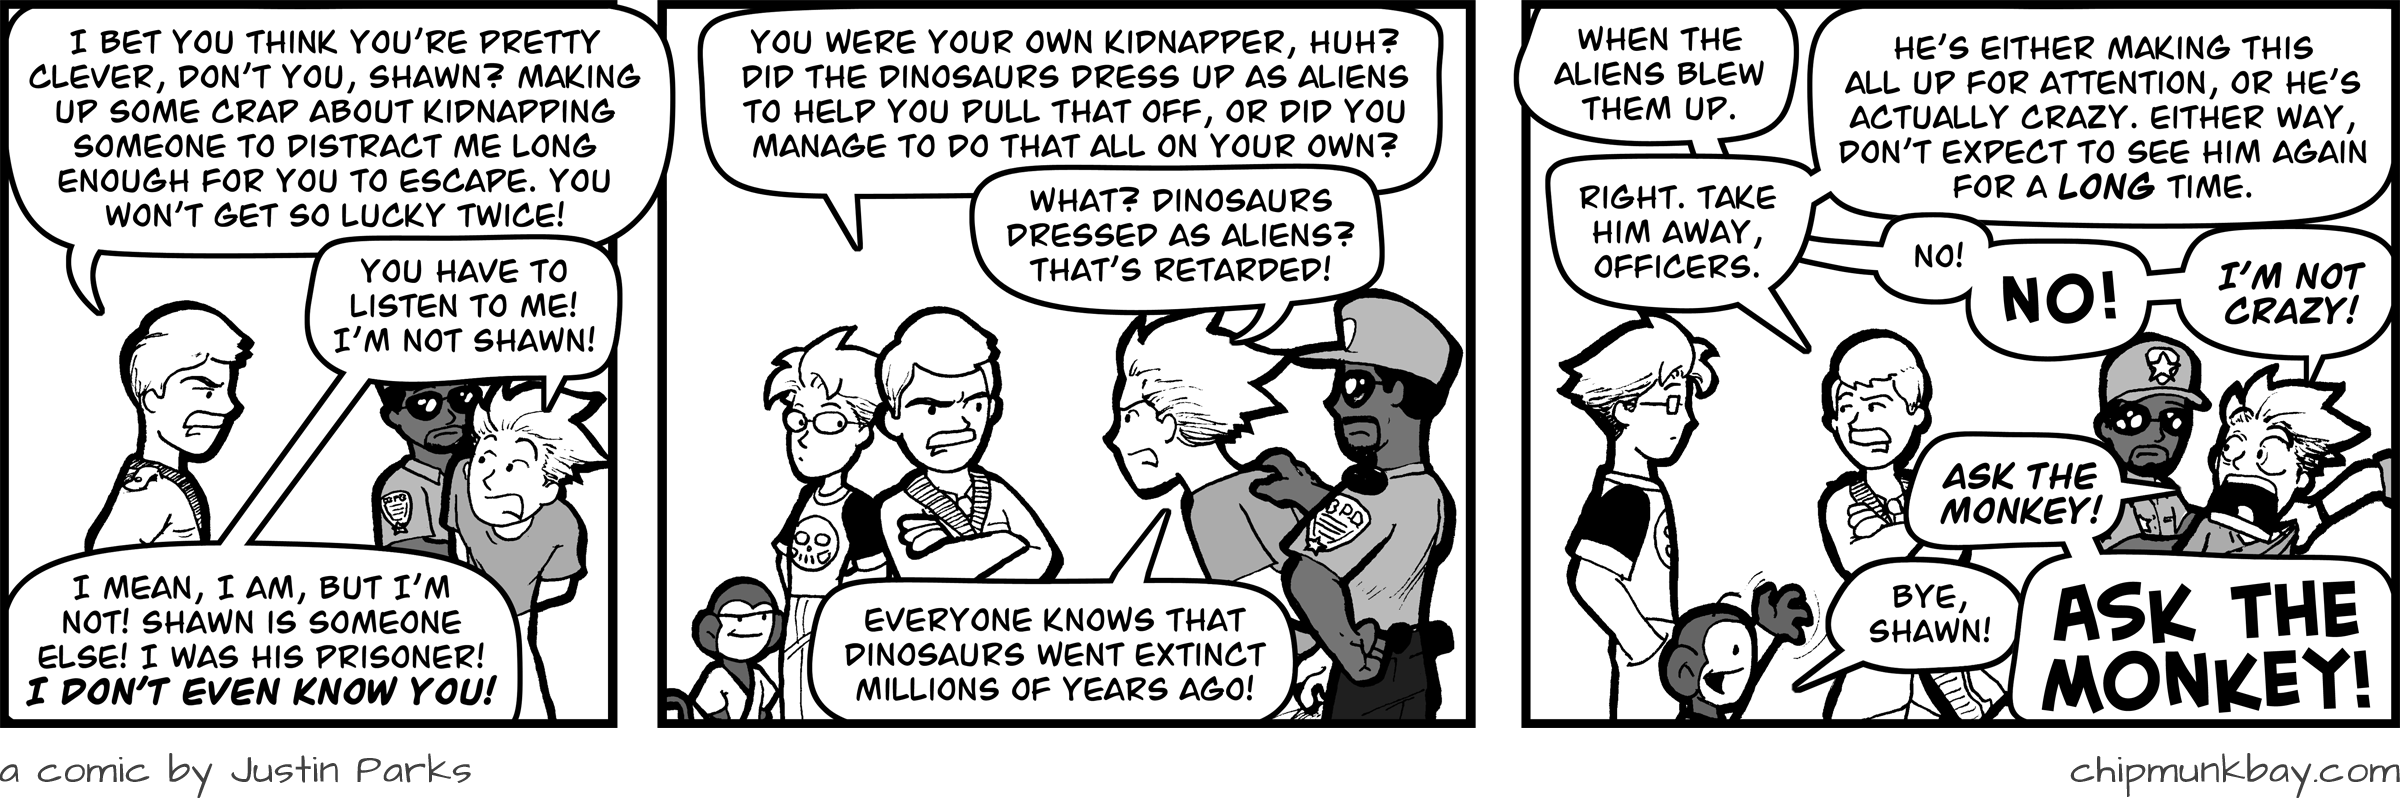 I BET YOU THINK YOU'RE PRETTY
CLEVER, DON'T YOU, SHAWN? MAKING
UP SOME CRAP ABOUT KIDNAPPING
SOMEONE TO DISTRACT ME LONG
ENOUGH FOR YOU TO ESCAPE. YOU
WON'T GET SO LUCKY TWICE!
YOU HAVE TO
LISTEN TO ME!
I'M NOT SHAWN!
I MEAN, I AM, BUT I'M
NOT! SHAWN IS SOMEONE
ELSE! I WAS HIS PRISONER!
I DON'T EVEN KNOW YOU!
YOU WERE YOUR OWN KIDNAPPER, HUH?
DID THE DINOSAURS DRESS UP AS ALIENS
TO HELP YOU PULL THAT OFF, OR DID YOU
MANAGE TO DO THAT ALL ON YOUR OWN?
WHAT? DINOSAURS
DRESSED AS ALIENS?
THAT'S RETARDED!
BPD
EVERYONE KNOWS THAT
DINOSAURS WENT EXTINCT
MILLIONS OF YEARS AGO!
WHEN THE
ALIENS BLEW
THEM UP.
RIGHT. TAKE
HIM AWAY,
OFFICERS.
HE'S EITHER MAKING THIS
ALL UP FOR ATTENTION, OR HE'S
ACTUALLY CRAZY. EITHER WAY,
DON'T EXPECT TO SEE HIM AGAIN
FOR A LONG TIME.
NO!
NO!
I'M NOT
CRAZY!
ASK THE
MONKEY!
BYE,
SHAWN!
ASK THE
MONKEY!
a comic by Justin Parks
chipmunkbay.com